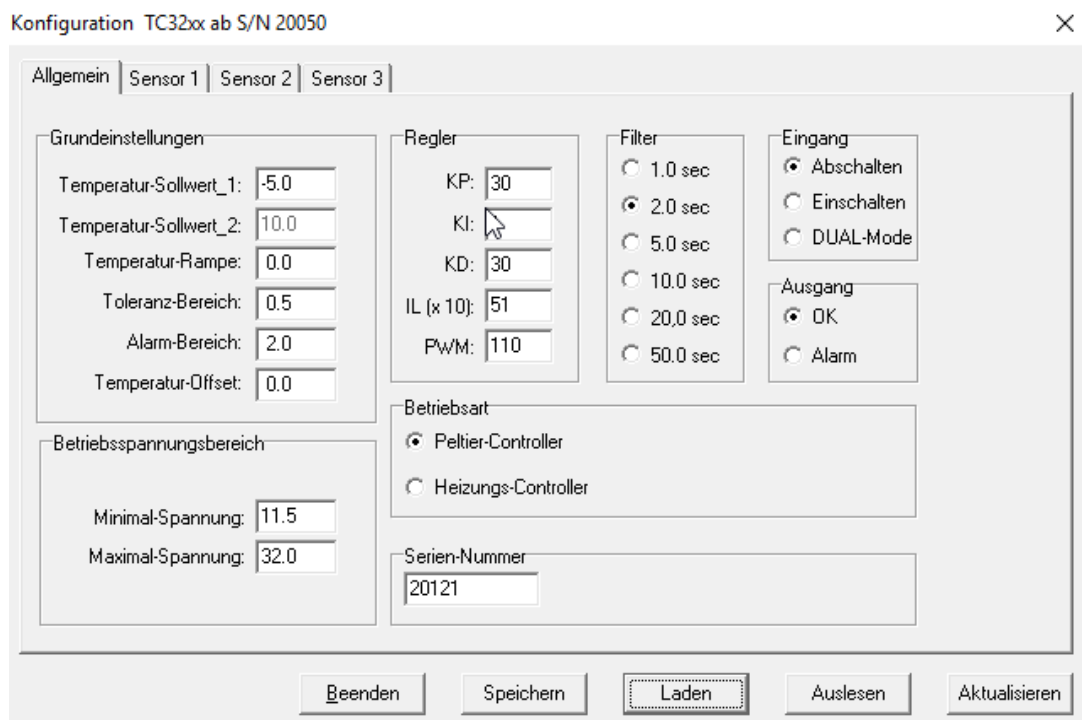 Konfiguration TC32xx ab S/N 20050
Allgemein
Sensor 1
Sensor 2
Sensor 3
Grundeinstellungen
Temperatur-Sollwert_1: -5.0
Temperatur-Sollwert_2: 10.0
Temperatur-Rampe: 0.0
Toleranz-Bereich: 0.5
Alarm-Bereich: 2.0
Temperatur-Offset: 0.0
Betriebsspannungsbereich
Minimal-Spannung: 11.5
Maximal-Spannung: 32.0
Regler
KP: 30
KI:
KD: 30
IL (x 10): 51
PWM: 110
Filter
1.0 sec
2.0 sec
5.0 sec
10.0 sec
20,0 sec
50.0 sec
Eingang
Abschalten
Einschalten
DUAL-Mode
Ausgang
OK
Alarm
Betriebsart
Peltier-Controller
Heizungs-Controller
Serien-Nummer
20121
Beenden
Speichern
Laden
Auslesen
Aktualisieren